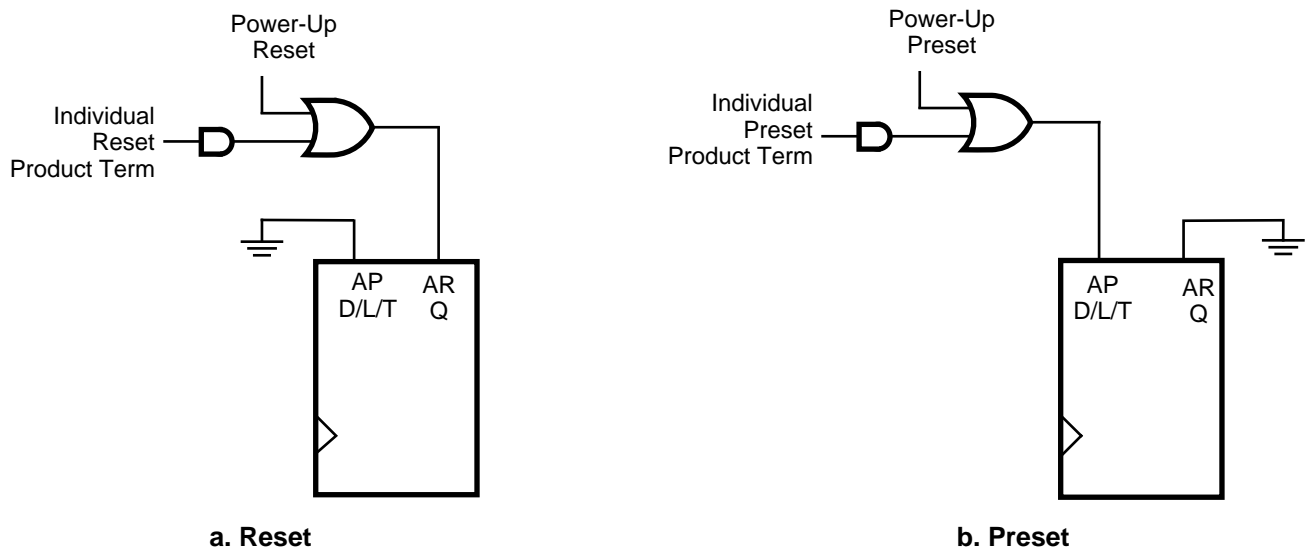 Power-Up
Reset
Individual
Reset
Product Term
AP
AR
D/L/T
Q
a. Reset
Power-Up
Preset
Individual
Preset
Product Term
AP
AR
D/L/T
Q
b. Preset